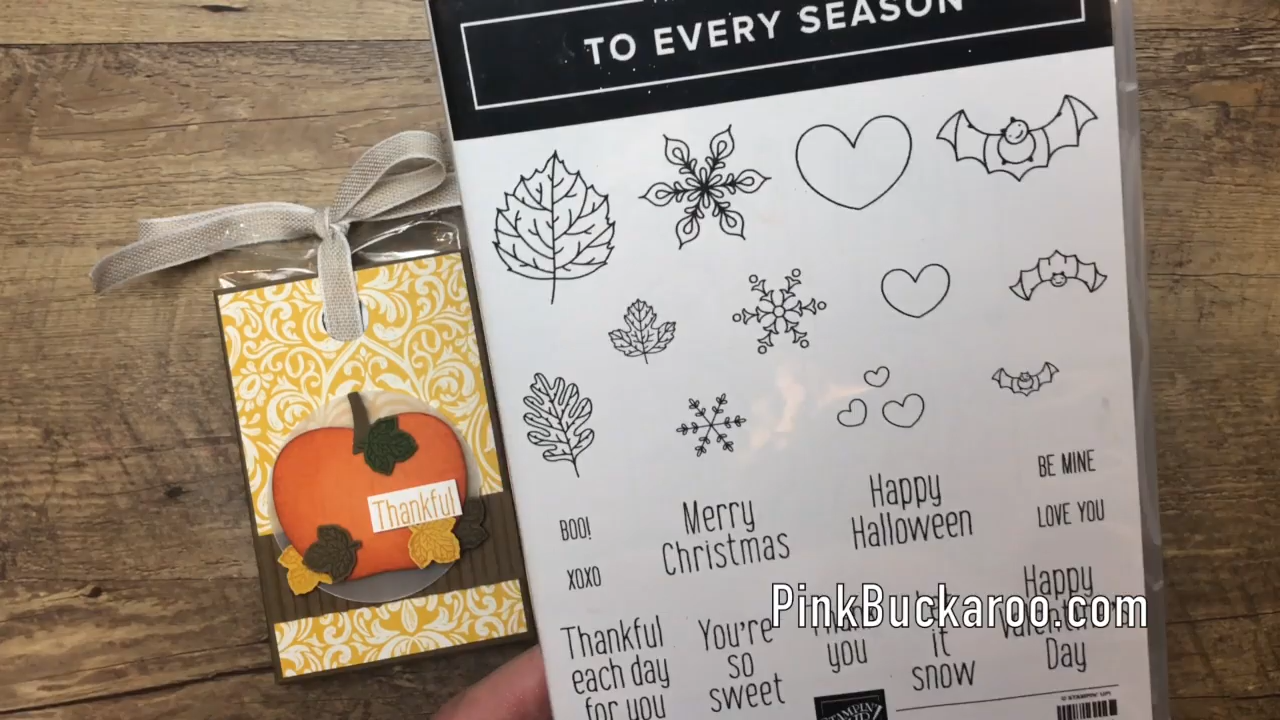 TO EVERY SEASON
Thankful
BE MINE
Happy
Halloween
Merry
Christmas
BOO!
LOVE YOU
XOXO
Happy
Day
PinkBuckaroo.com
Thankful
each day
for you
You're
so
sweet
you
it
snow
STAMPIN'